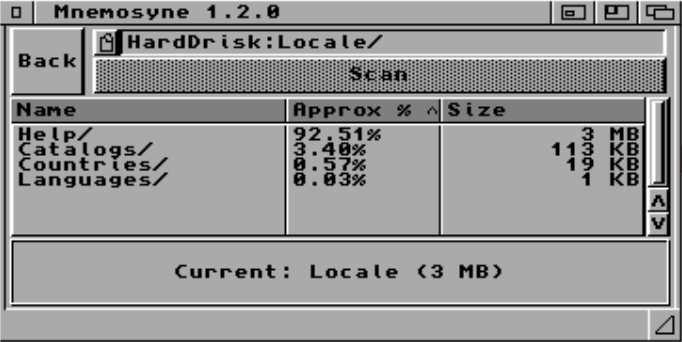 Mnemosyne 1.2.0
Back
HardDrisk:Locale/
Scan
Name Approx % ^ Size
Help/ 92.51% 3 MB
Catalogs/ 3.40% 113 KB
Countries/ 0.57% 19 KB
Languages/ 0.03% 1 KB
Current: Locale (3 MB)